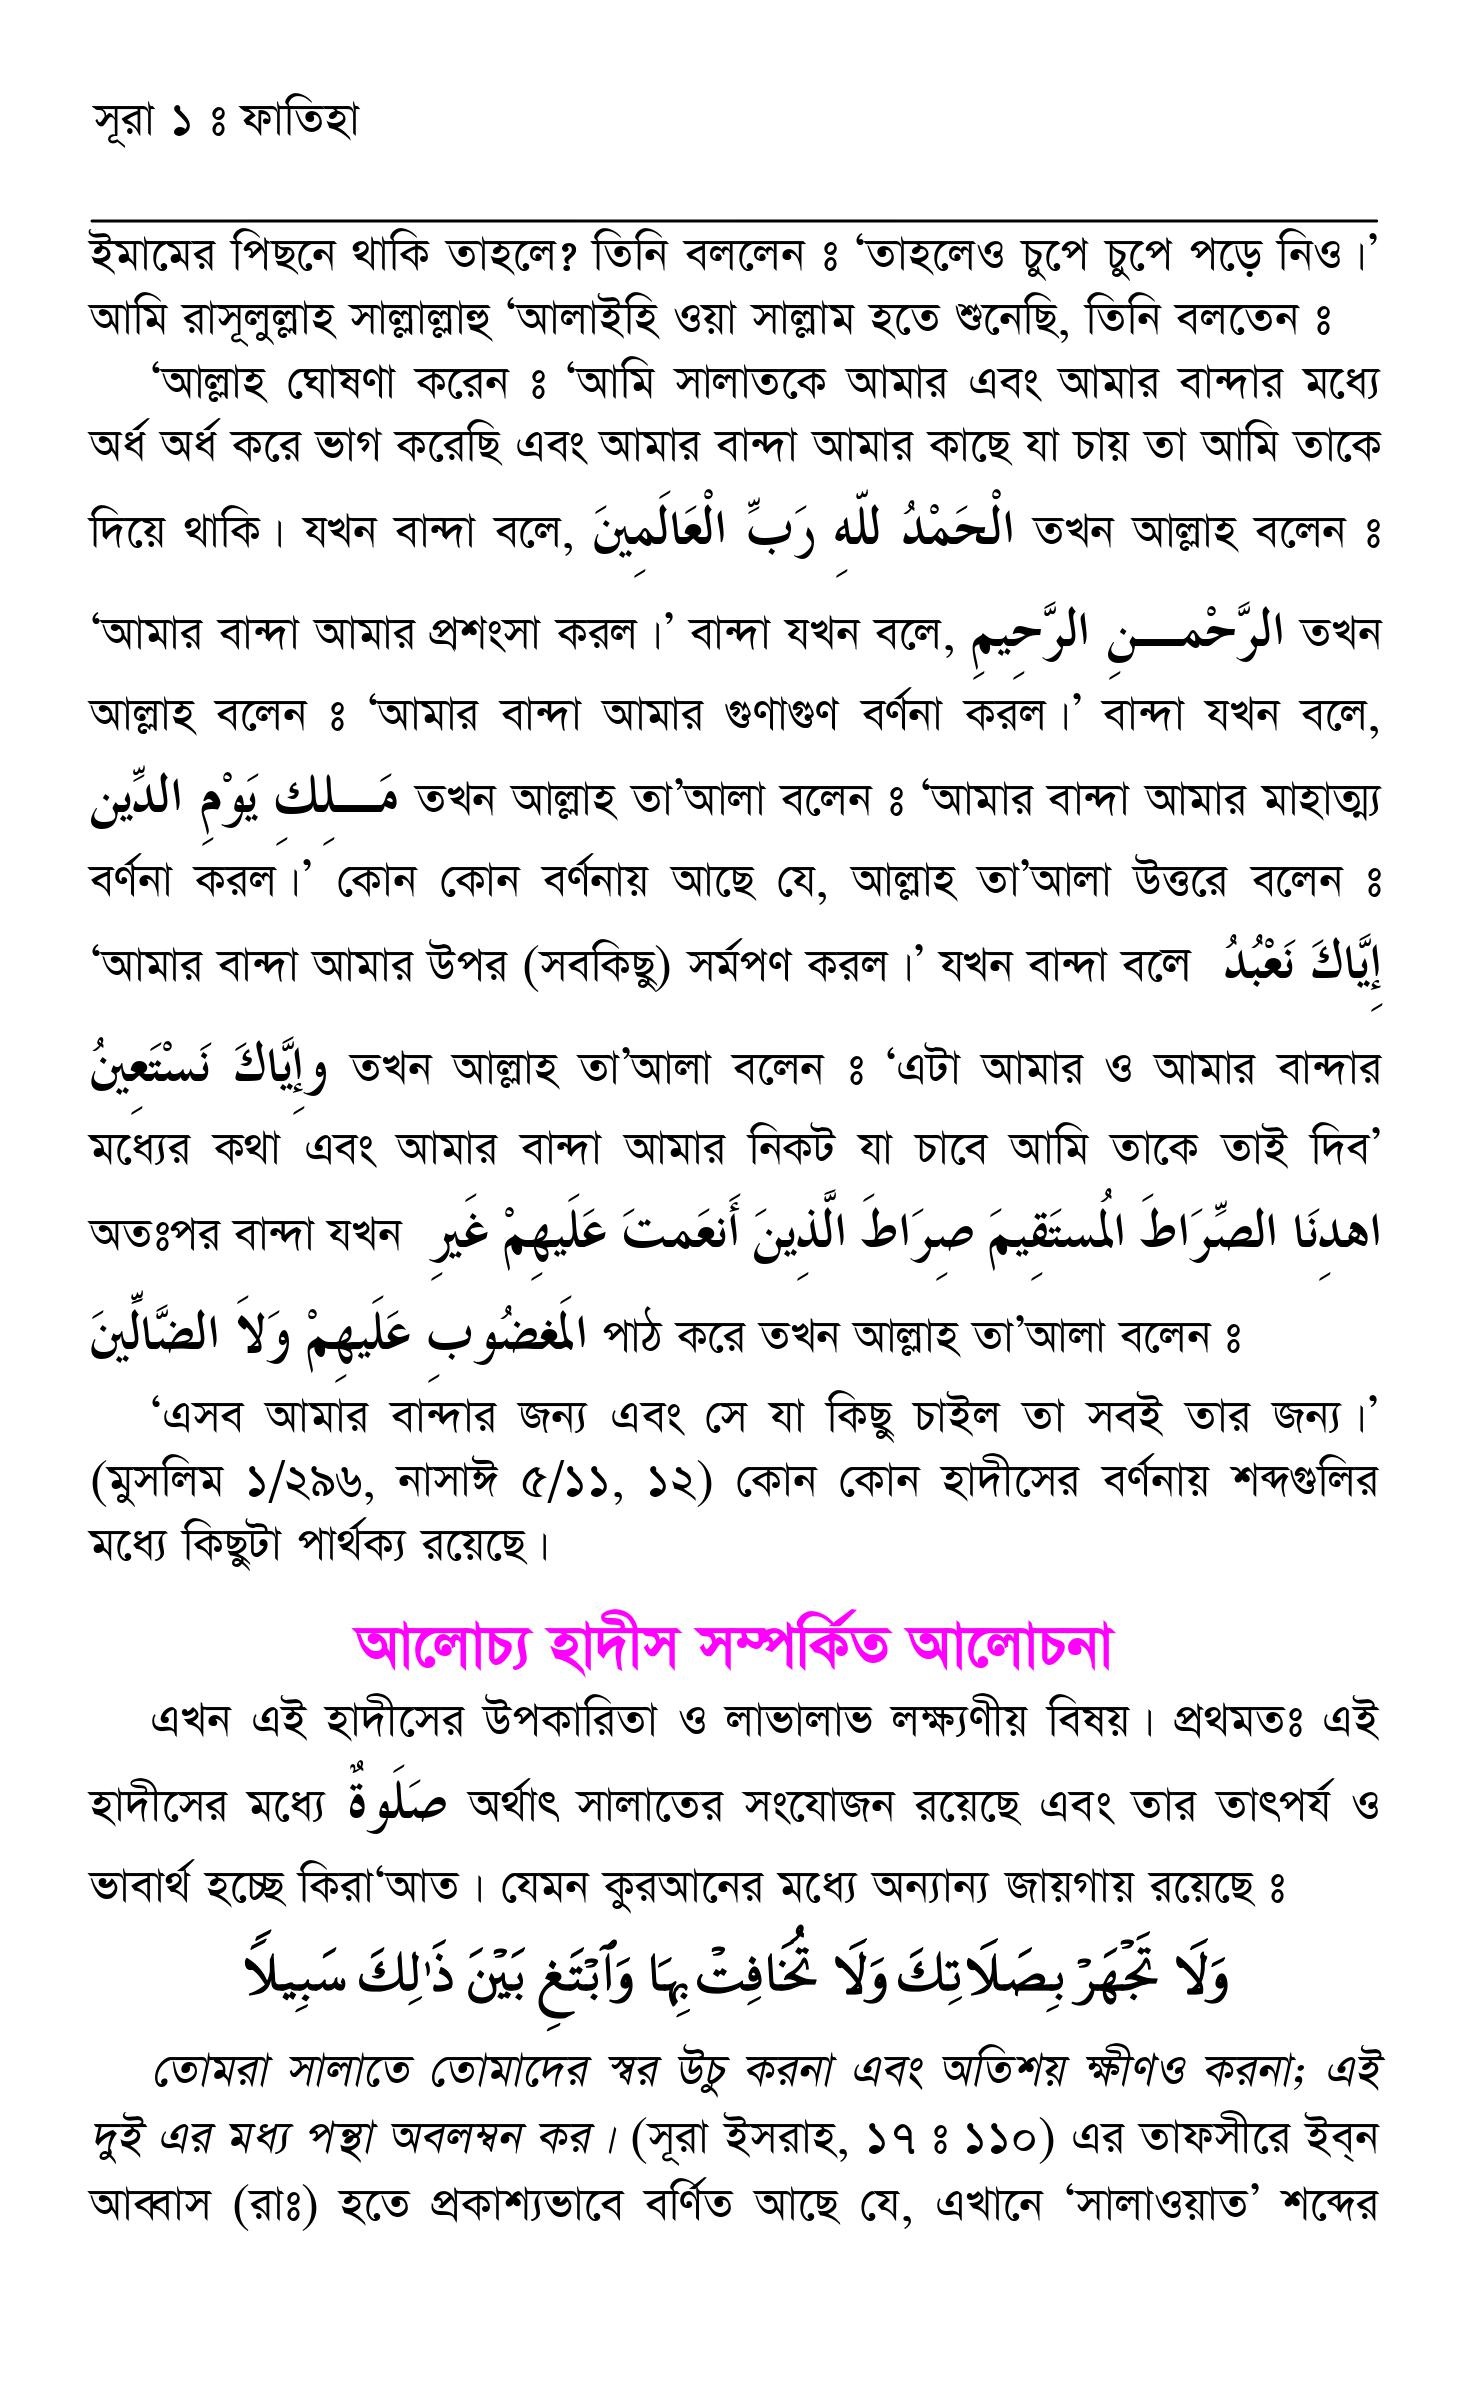 সূরা ১ ঃ ফাতিহা
ইমামের পিছনে থাকি তাহলে? তিনি বললেন ঃ ‘তাহলেও চুপে চুপে পড়ে নিও।’
আমি রাসূলুল্লাহ সাল্লাল্লাহু ‘আলাইহি ওয়া সাল্লাম হতে শুনেছি, তিনি বলতেন ঃ
‘আল্লাহ ঘোষণা করেন ঃ ‘আমি সালাতকে আমার এবং আমার বান্দার মধ্যে
অর্ধ অর্ধ করে ভাগ করেছি এবং আমার বান্দা আমার কাছে যা চায় তা আমি তাকে
দিয়ে থাকি। যখন বান্দা বলে, الْحَمْدُ للّهِ رَبِّ الْعَالَمِينَ তখন আল্লাহ বলেন ঃ
‘আমার বান্দা আমার প্রশংসা করল।’ বান্দা যখন বলে, الرَّحْمـــنِ الرَّحِيمِ তখন
আল্লাহ বলেন ঃ ‘আমার বান্দা আমার গুণাগুণ বর্ণনা করল।’ বান্দা যখন বলে,
مَـــلِكِ يَوْمِ الدِّين তখন আল্লাহ তা’আলা বলেন ঃ ‘আমার বান্দা আমার মাহাত্ম্য
বর্ণনা করল।’ কোন কোন বর্ণনায় আছে যে, আল্লাহ তা’আলা উত্তরে বলেন ঃ
‘আমার বান্দা আমার উপর (সবকিছু) সর্মপণ করল।’ যখন বান্দা বলে إِيَّاكَ نَعْبُدُ
وإِيَّاكَ نَسْتَعِينُ তখন আল্লাহ তা’আলা বলেন ঃ ‘এটা আমার ও আমার বান্দার
মধ্যের কথা এবং আমার বান্দা আমার নিকট যা চাবে আমি তাকে তাই দিব’
অতঃপর বান্দা যখন اهدِنَا الصِّرَاطَ المُستَقِيمَ صِرَاطَ الَّذِينَ أَنعَمتَ عَلَيهِمْ غَيرِ
المَغضُوبِ عَلَيهِمْ وَلاَ الضَّالِّينَ পাঠ করে তখন আল্লাহ তা’আলা বলেন ঃ
‘এসব আমার বান্দার জন্য এবং সে যা কিছু চাইল তা সবই তার জন্য।’
(মুসলিম ১/২৯৬, নাসাঈ ৫/১১, ১২) কোন কোন হাদীসের বর্ণনায় শব্দগুলির
মধ্যে কিছুটা পার্থক্য রয়েছে।
আলোচ্য হাদীস সম্পর্কিত আলোচনা
এখন এই হাদীসের উপকারিতা ও লাভালাভ লক্ষ্যণীয় বিষয়। প্রথমতঃ এই
হাদীসের মধ্যে صَلَوةٌ অর্থাৎ সালাতের সংযোজন রয়েছে এবং তার তাৎপর্য ও
ভাবার্থ হচ্ছে কিরা‘আত। যেমন কুরআনের মধ্যে অন্যান্য জায়গায় রয়েছে ঃ
وَلَا تَجْهَرْ بِصَلَاتِكَ وَلَا تُخَافِتْ بِهَا وَٱبْتَغِ بَيْنَ ذَٰلِكَ سَبِيلاً
তোমরা সালাতে তোমাদের স্বর উচু করনা এবং অতিশয় ক্ষীণও করনা; এই
দুই এর মধ্য পন্থা অবলম্বন কর। (সূরা ইসরাহ, ১৭ ঃ ১১০) এর তাফসীরে ইব্‌ন
আব্বাস (রাঃ) হতে প্রকাশ্যভাবে বর্ণিত আছে যে, এখানে ‘সালাওয়াত’ শব্দের